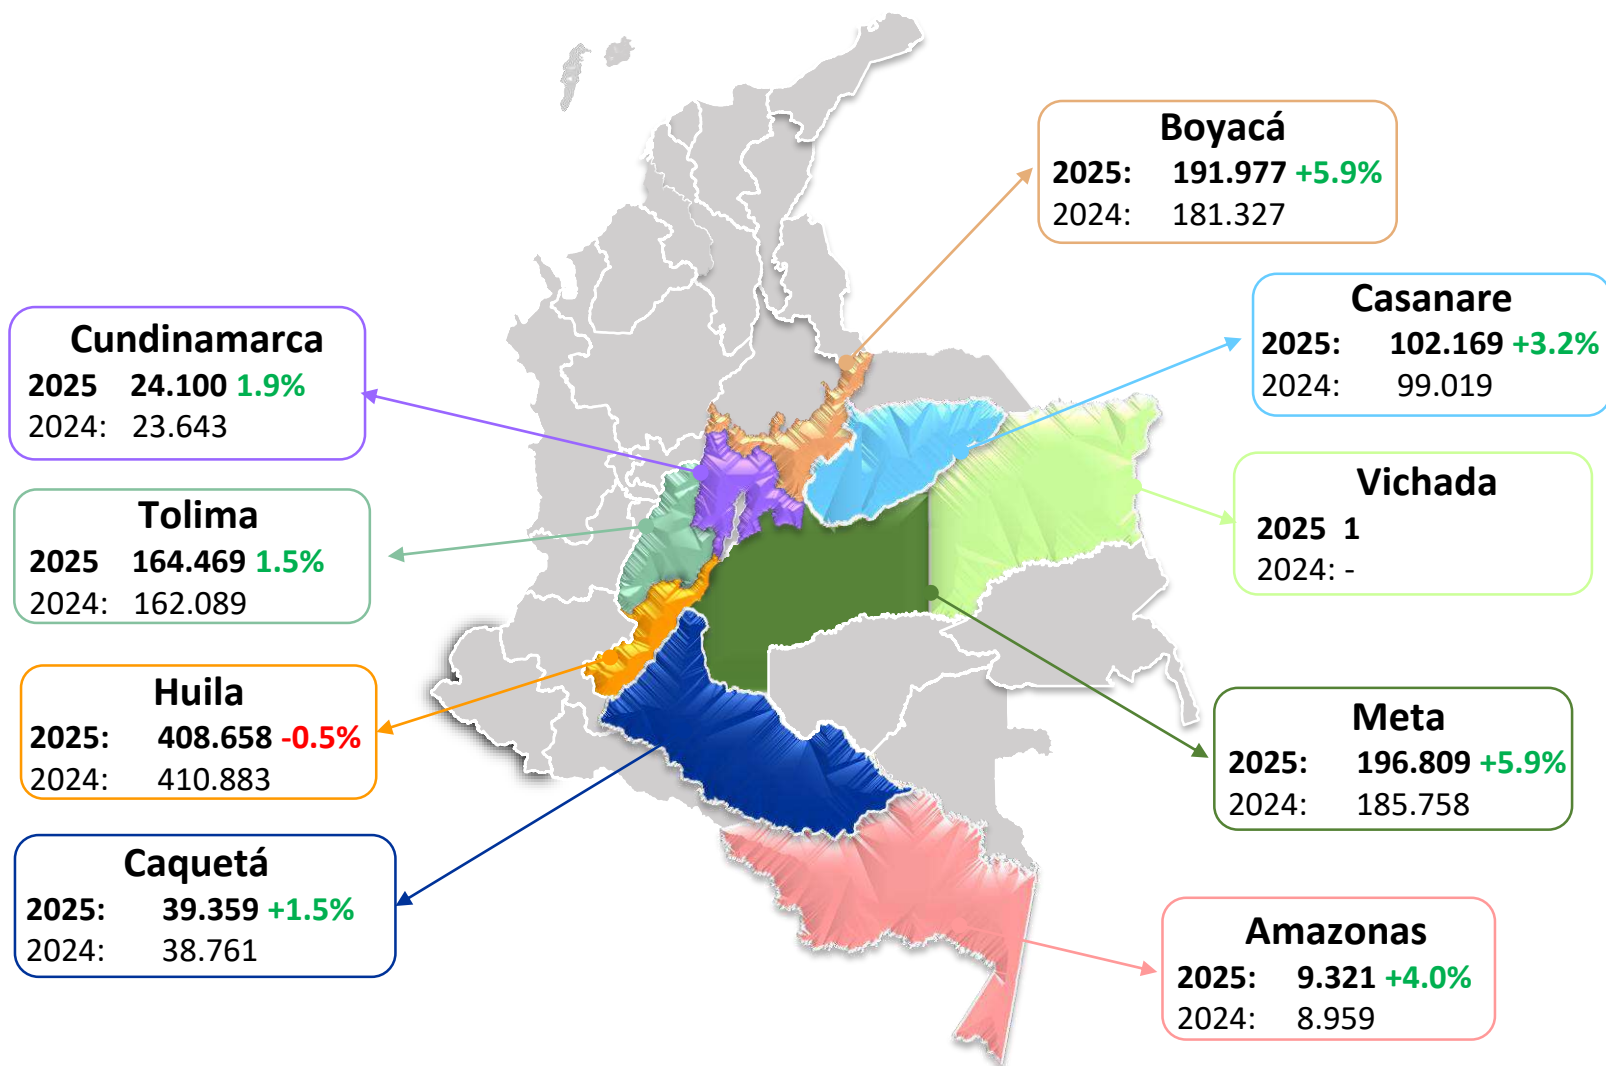 Boyacá
2025: 191.977 +5.9%
2024: 181.327
Casanare
2025: 102.169 +3.2%
2024: 99.019
Cundinamarca
2025 24.100 1.9%
2024: 23.643
Vichada
2025 1
2024: -
Tolima
2025 164.469 1.5%
2024: 162.089
Huila
2025: 408.658 -0.5%
2024: 410.883
Meta
2025: 196.809 +5.9%
2024: 185.758
Caquetá
2025: 39.359 +1.5%
2024: 38.761
Amazonas
2025: 9.321 +4.0%
2024: 8.959